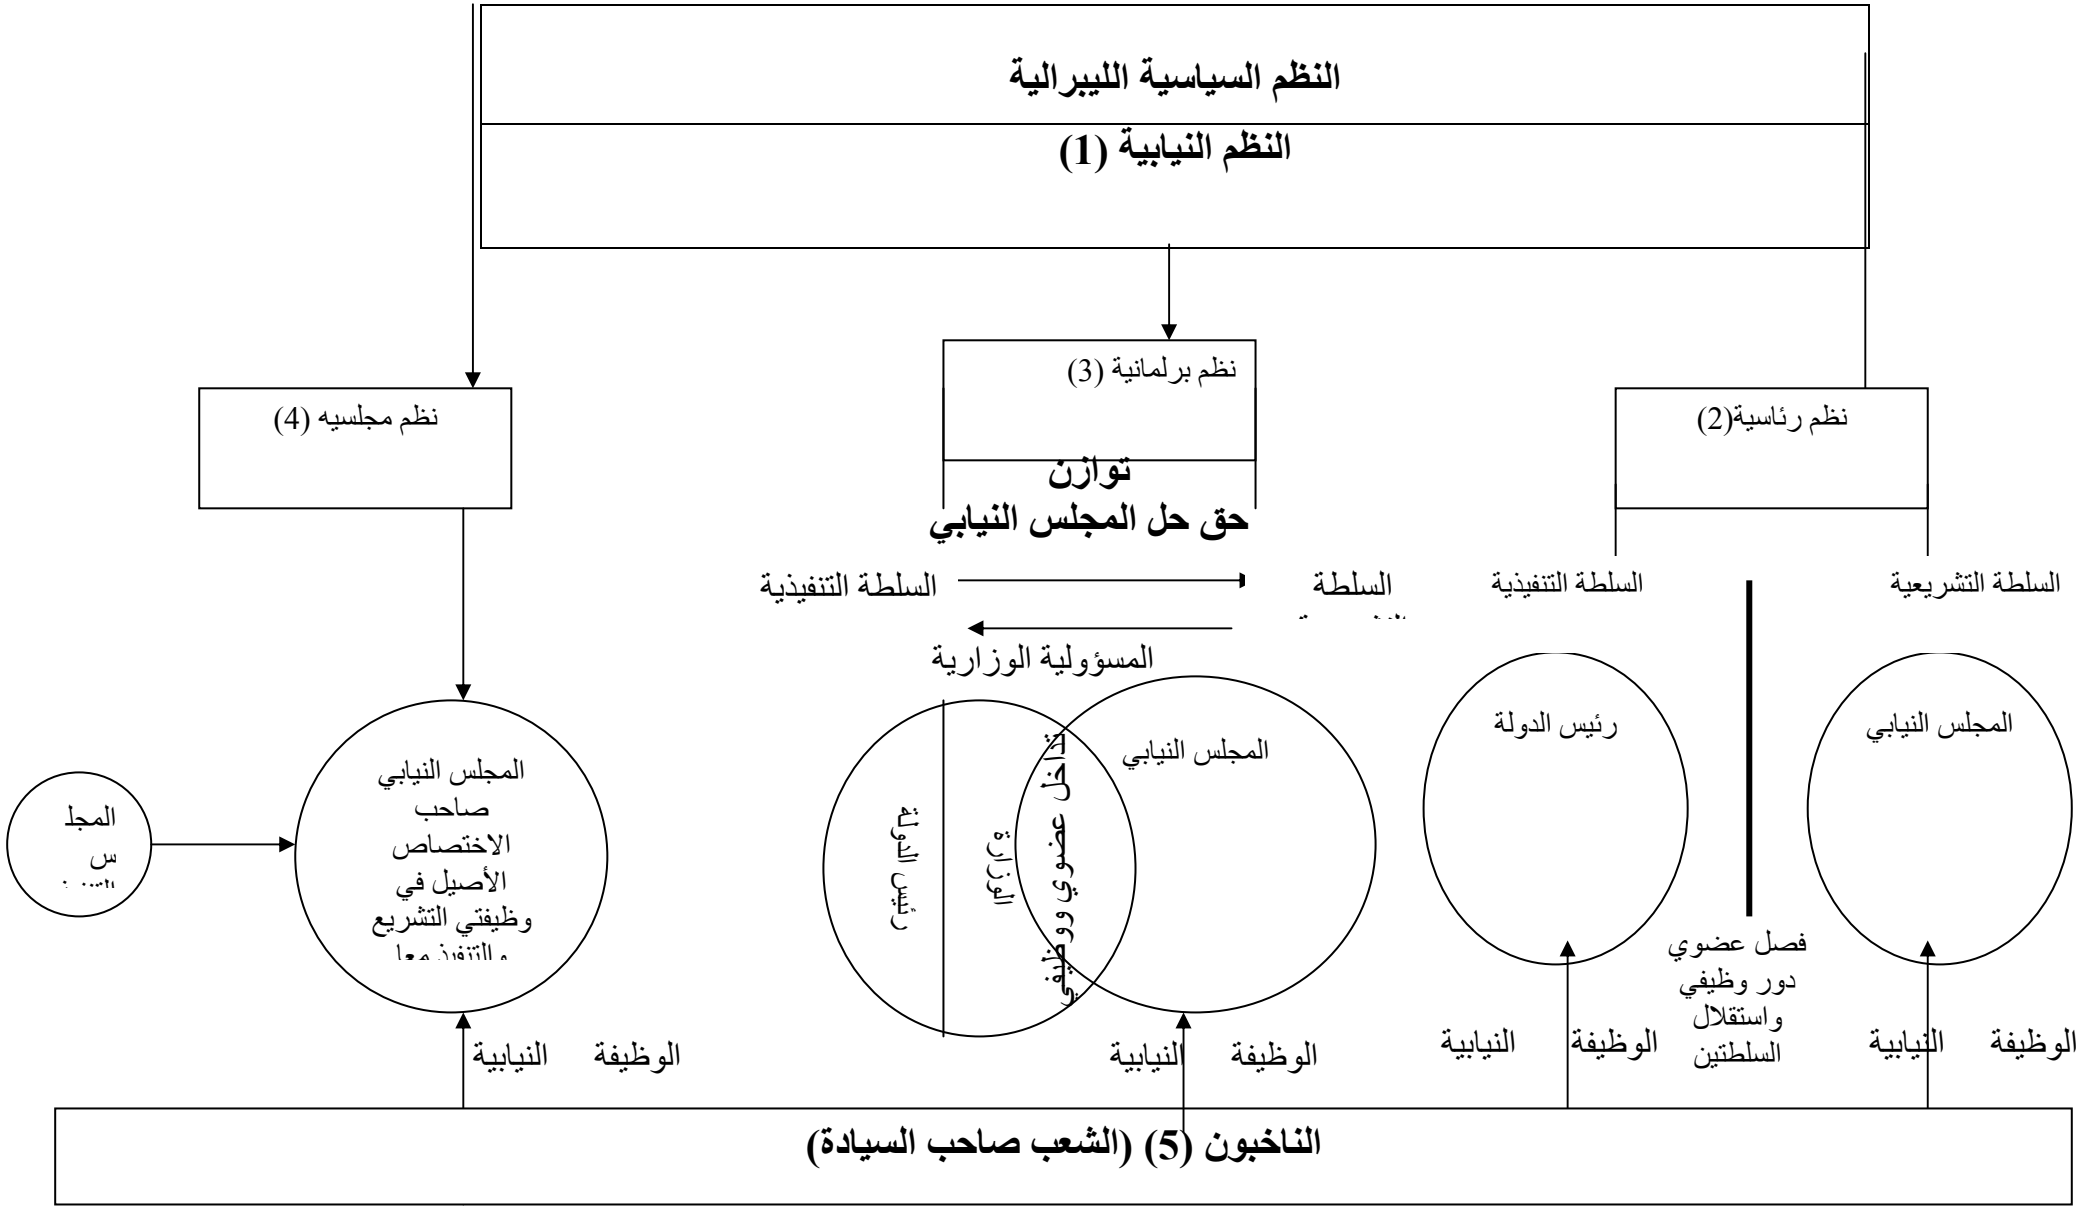 النظم السياسية الليبرالية
النظم النيابية (1)
نظم رئاسية(2)
نظم برلمانية (3)
نظم مجلسيه (4)
توازن
حق حل المجلس النيابي
السلطة التشريعية
السلطة التنفيذية
السلطة
السلطة التنفيذية
المسؤولية الوزارية
المجلس النيابي
رئيس الدولة
المجلس النيابي
تداخل عضوي ووظيفي
الوزارة
رئيس الدولة
المجلس النيابي
صاحب
الاختصاص
الأصيل في
وظيفتي التشريع
والتنفيذ معا
المجل
س
فصل عضوي
دور وظيفي
واستقلال
السلطتين
الوظيفة النيابية
الوظيفة النيابية
الوظيفة النيابية
الوظيفة النيابية
الناخبون (5) (الشعب صاحب السيادة)